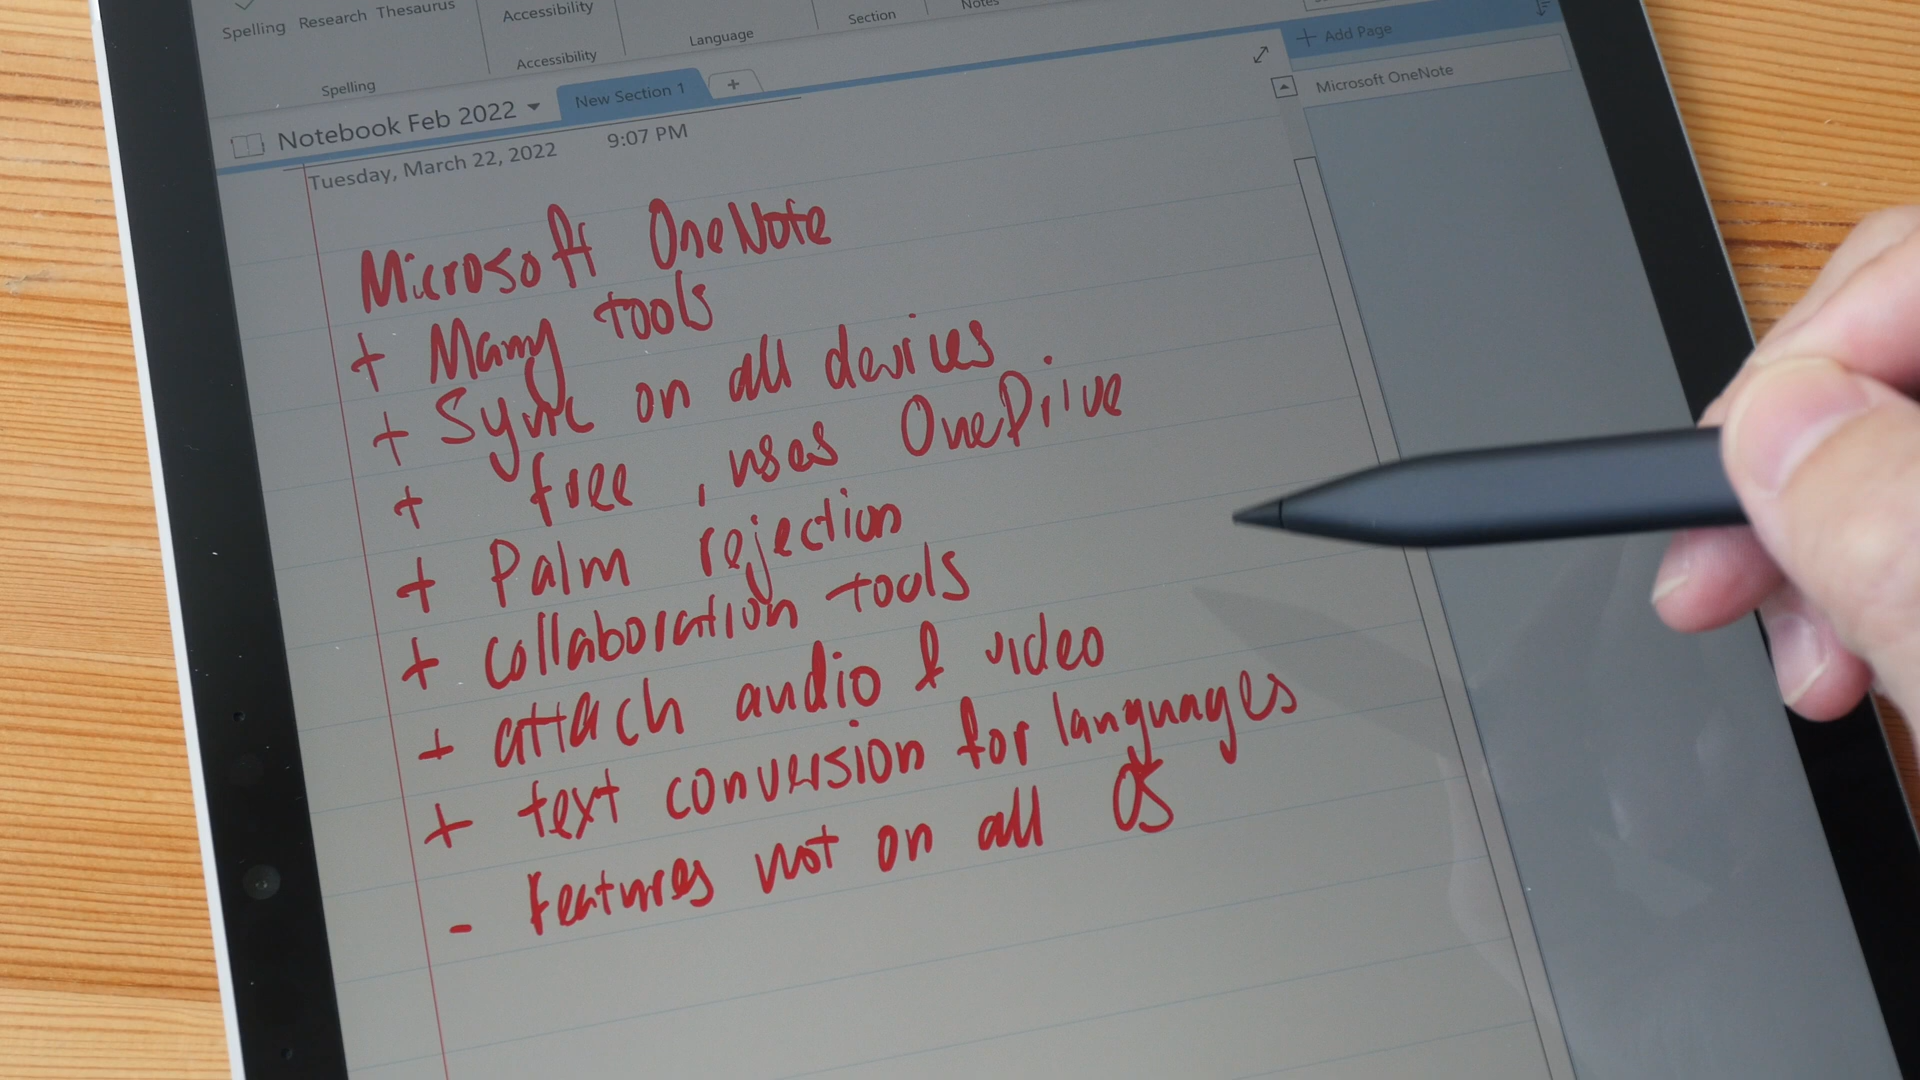 Spelling Research Thesaurus
Accessibility
Section
Notes
Spelling
Accessibility
Language
Add Page
Notebook Feb 2022
New Section 1
Microsoft OneNote
Tuesday, March 22, 2022 9:07 PM
Microsoft OneNote
+ Many tools
+ Sync on all devices
+ free, uses OneDrive
+ Palm rejection
+ collaboration tools
+ attach audio & video
+ text conversion for languages
- features not on all OS